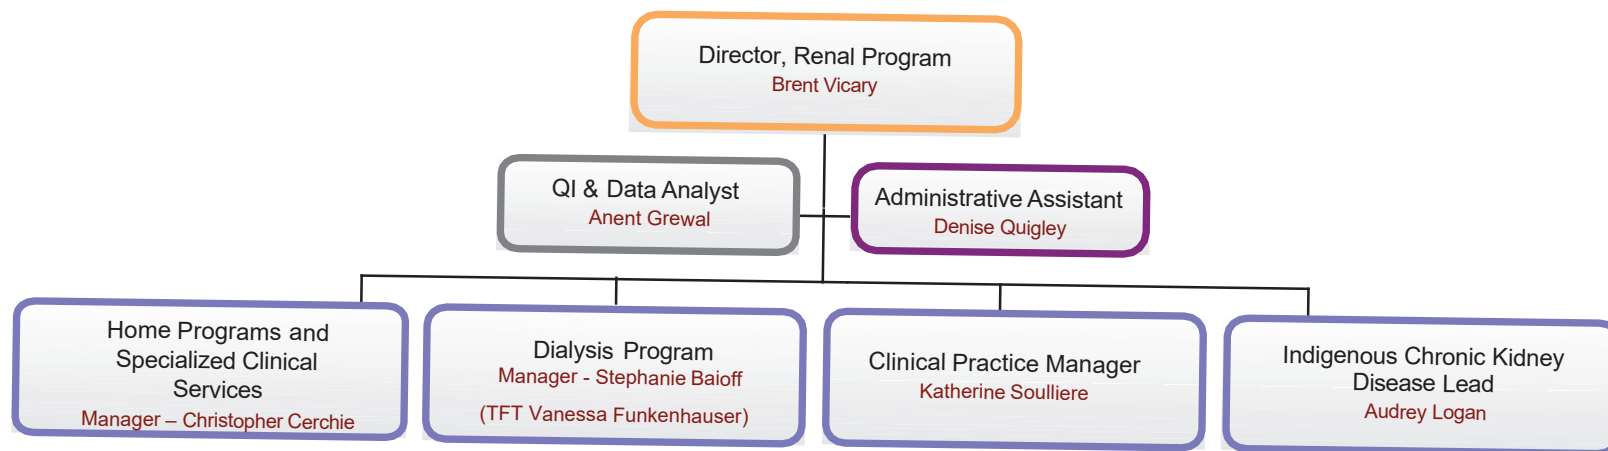 Director, Renal Program
Brent Vicary
QI & Data Analyst
Anent Grewal
Administrative Assistant
Denise Quigley
Home Programs and
Specialized Clinical
Services
Manager – Christopher Cerchie
Dialysis Program
Manager - Stephanie Baioff
(TFT Vanessa Funkenhauser)
Clinical Practice Manager
Katherine Soulliere
Indigenous Chronic Kidney
Disease Lead
Audrey Logan